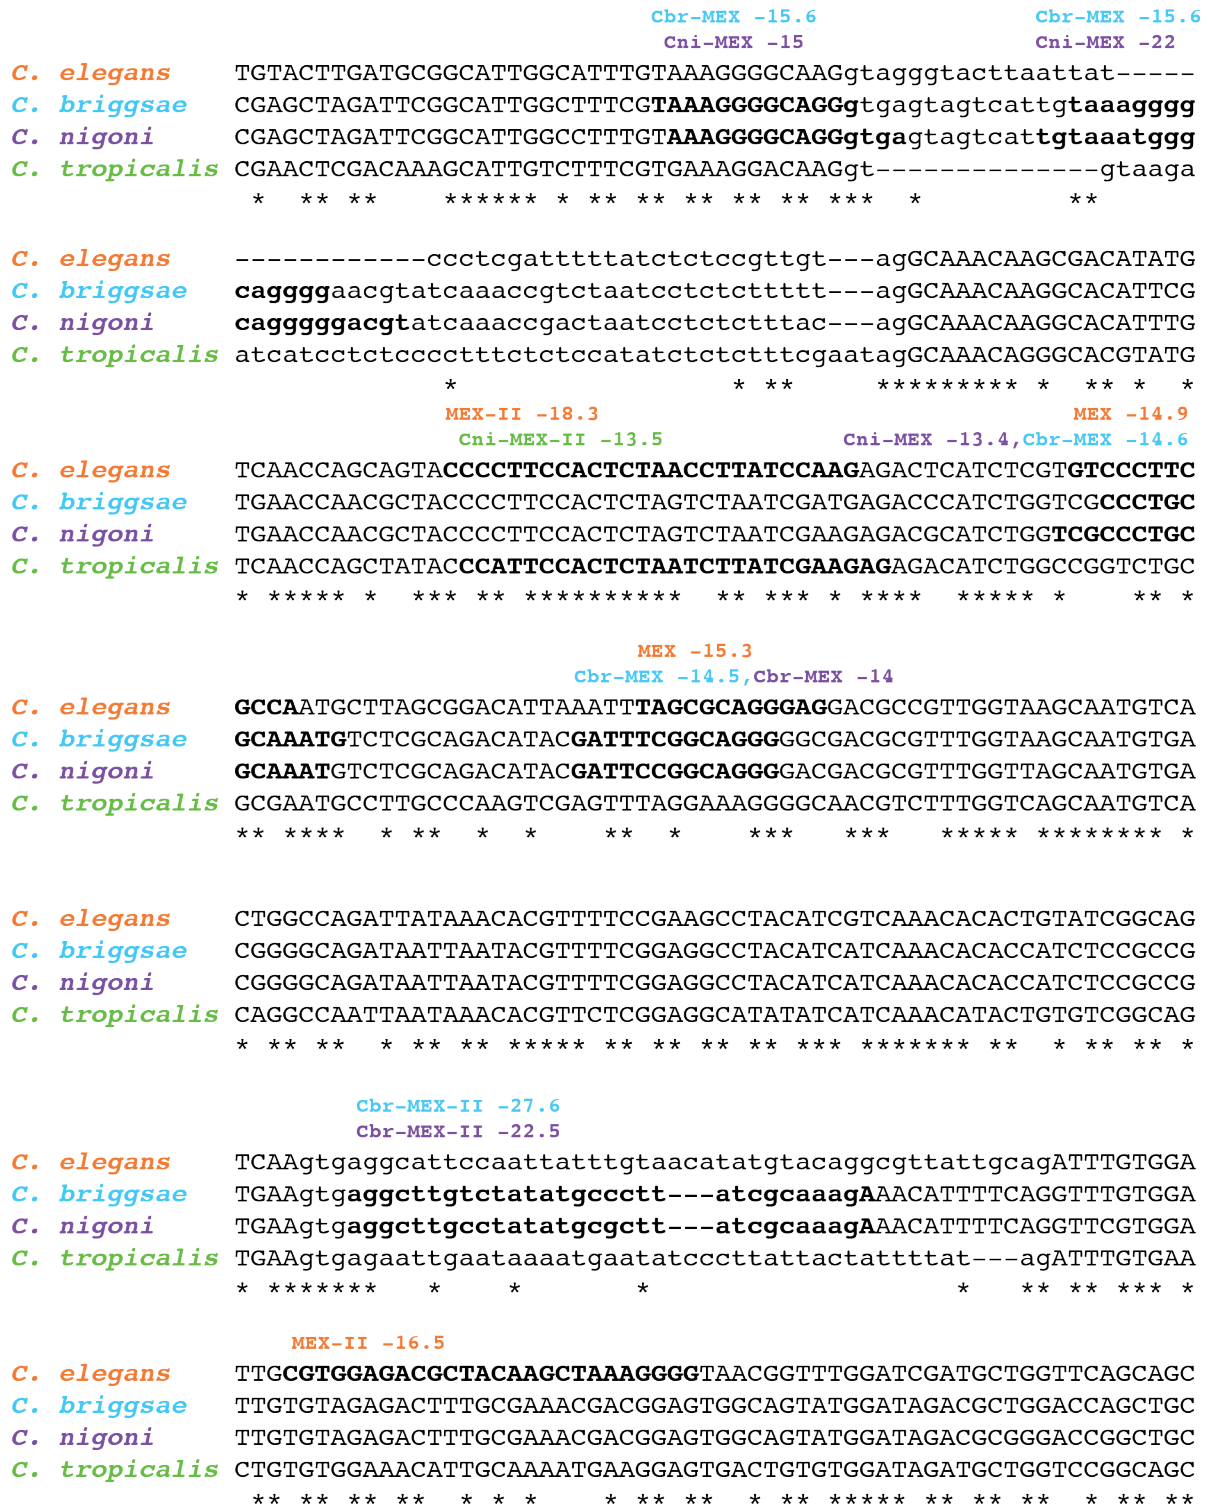 Cbr-MEX -15.6 Cbr-MEX -15.6
Cni-MEX -15 Cni-MEX -22
C. elegans TGTACTTGATGCGGCATTGGCATTTGTAAAGGGGCAAGgtagggtacttaattat-----
C. briggsae CGAGCTAGATTCGGCATTGGCTTTCGTAAAGGGGCAGGgtgagtagtcattgtaaagggg
C. nigoni CGAGCTAGATTCGGCATTGGCCTTTGTAAAGGGGCAGGgtgagtagtcattgtaaatggg
C. tropicalis CGAACTCGACAAAGCATTGTCTTTCGTGAAAGGACAAGgt--------------gtaaga
* ** ** ****** * ** ** ** ** ** *** * **
C. elegans ------------ccctcgatttttatctctccgttgt---agGCAAACAAGCGACATATG
C. briggsae caggggaacgtatcaaaccgtctaatcctctcttttt---agGCAAACAAGGCACATTCG
C. nigoni cagggggacgtatcaaaccgactaatcctctctttac---agGCAAACAAGGCACATTTG
C. tropicalis atcatcctctcccctttctctccatatctctctttcgaatagGCAAACAGGGCACGTATG
* * ** ********* * ** * *
MEX-II -18.3 MEX -14.9
Cni-MEX-II -13.5 Cni-MEX -13.4,Cbr-MEX -14.6
C. elegans TCAACCAGCAGTACCCCTTCCACTCTAACCTTATCCAAGAGACTCATCTCGTGTCCCTTC
C. briggsae TGAACCAACGCTACCCCTTCCACTCTAGTCTAATCGATGAGACCCATCTGGTCGCCCTGC
C. nigoni TGAACCAACGCTACCCCTTCCACTCTAGTCTAATCGAAGAGACGCATCTGGTCGCCCTGC
C. tropicalis TCAACCAGCTATACCCATTCCACTCTAATCTTATCGAAGAGAGACATCTGGCCGGTCTGC
* ***** * *** ** ********** ** *** * **** ***** * ** *
MEX -15.3
Cbr-MEX -14.5,Cbr-MEX -14
C. elegans GCCAATGCTTAGCGGACATTAAATTTAGCGCAGGGAGGACGCCGTTGGTAAGCAATGTCA
C. briggsae GCAAATGTCTCGCAGACATACGATTTCGGCAGGGGGCGACGCGTTTGGTAAGCAATGTGA
C. nigoni GCAAATGTCTCGCAGACATACGATTCCGGCAGGGGACGACGCGTTTGGTTAGCAATGTGA
C. tropicalis GCGAATGCCTTGCCCAAGTCGAGTTTAGGAAAGGGGCAACGTCTTTGGTCAGCAATGTCA
** **** * ** * * ** * *** *** ***** ******** *
C. elegans CTGGCCAGATTATAAACACGTTTTCCGAAGCCTACATCGTCAAACACACTGTATCGGCAG
C. briggsae CGGGGCAGATAATTAATACGTTTTCGGAGGCCTACATCATCAAACACACCATCTCCGCCG
C. nigoni CGGGGCAGATAATTAATACGTTTTCGGAGGCCTACATCATCAAACACACCATCTCCGCCG
C. tropicalis CAGGCCAATTAATAAACACGTTCTCGGAGGCATATATCATCAAACATACTGTGTCGGCAG
* ** ** * ** ** ***** ** ** ** ** *** ******* ** * ** ** *
Cbr-MEX-II -27.6
Cbr-MEX-II -22.5
C. elegans TCAAgtgaggcattccaattatttgtaacatatgtacaggcgttattgcagATTTGTGGA
C. briggsae TGAAgtgaggcttgtctatatgccctt---atcgcaaagAAACATTTTCAGGTTTGTGGA
C. nigoni TGAAgtgaggcttgcctatatgcgctt---atcgcaaagAAACATTTTCAGGTTCGTGGA
C. tropicalis TGAAgtgagaattgaataaaatgaatatcccttattactattttat---agATTTGTGAA
* ******* * * * * ** ** *** *
MEX-II -16.5
C. elegans TTGCGTGGAGACGCTACAAGCTAAAGGGGTAACGGTTTGGATCGATGCTGGTTCAGCAGC
C. briggsae TTGTGTAGAGACTTTGCGAAACGACGGAGTGGCAGTATGGATAGACGCTGGACCAGCTGC
C. nigoni TTGTGTAGAGACTTTGCGAAACGACGGAGTGGCAGTATGGATAGACGCGGGACCGGCTGC
C. tropicalis CTGTGTGGAAACATTGCAAAATGAAGGAGTGACTGTGTGGATAGATGCTGGTCCGGCAGC
** ** ** ** * * * * ** ** * ** ***** ** ** ** * ** **